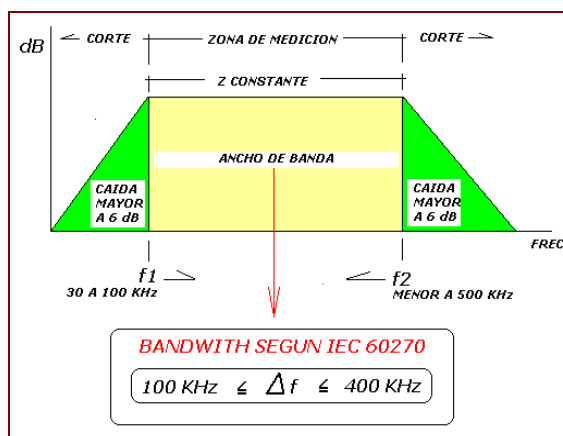 CORTE
ZONA DE MEDICION
CORTE
dB
Z CONSTANTE
ANCHO DE BANDA
CAIDA
MAYOR
A 6 dB
CAIDA
MAYOR
A 6 dB
FREC
f1
f2
30 A 100 KHz
MENOR A 500 KHz
BANDWITH SEGUN IEC 60270
100 KHz ≤ Δf ≤ 400 KHz